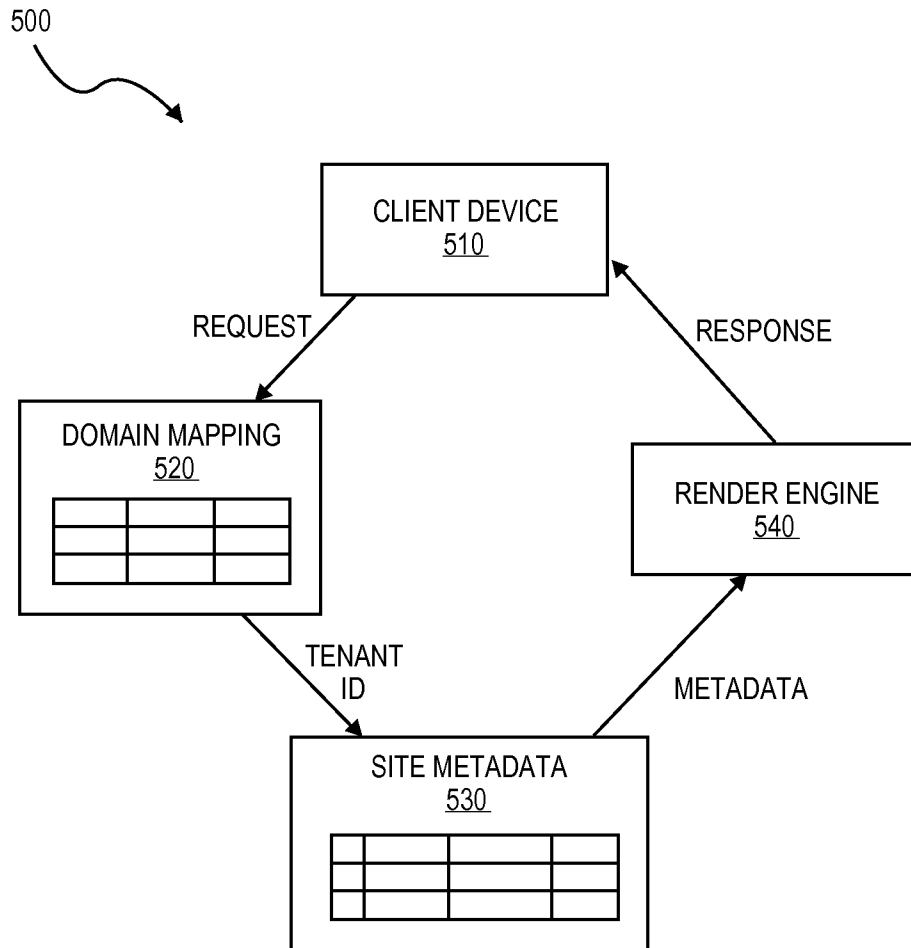 500
CLIENT DEVICE
510
REQUEST
RESPONSE
DOMAIN MAPPING
520
RENDER ENGINE
540
TENANT
ID
METADATA
SITE METADATA
530